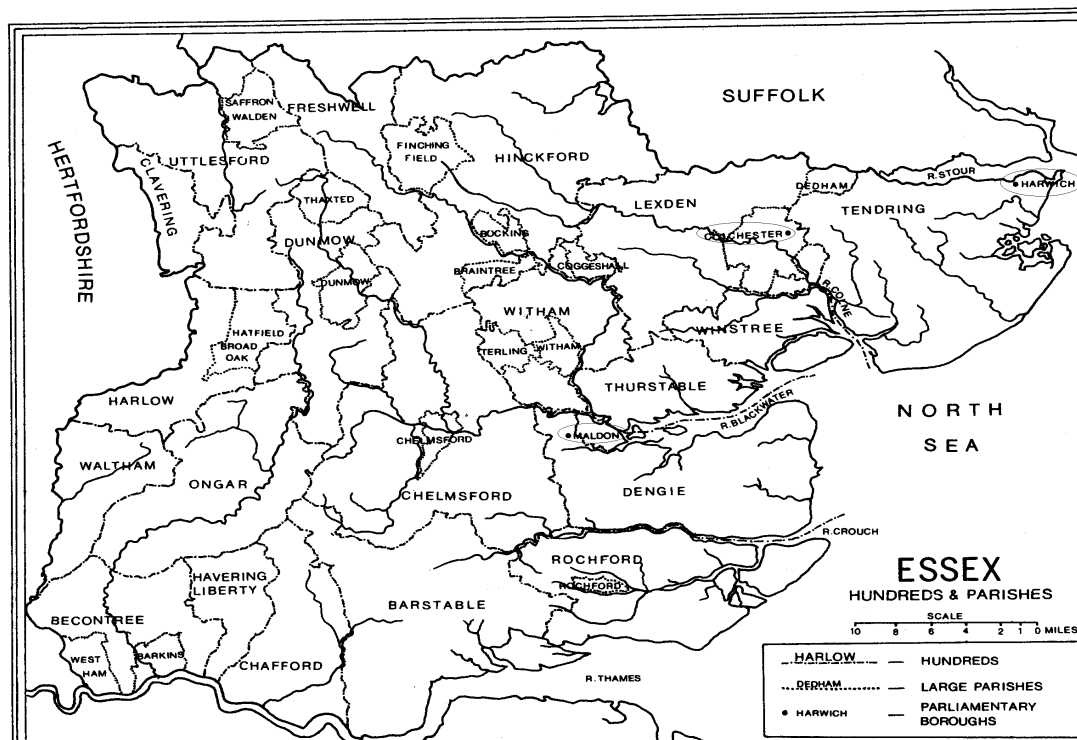 SUFFOLK
HERTFORDSHIRE
SAFFRON
WALDEN
FRESHWELL
FINCHING
FIELD
HINCKFORD
UTTLESFORD
CLAVERING
THAXTED
DUNMOW
DUNMOW
BOCKING
BRAINTREE
COGGESHALL
LEXDEN
DEDHAM
R.STOUR
HARWICH
TENDRING
COLCHESTER
R.COLNE
WINSTREE
WITHAM
TERLING
WITHAM
THURSTABLE
R.BLACKWATER
HATFIELD
BROAD
OAK
HARLOW
WALTHAM
ONGAR
CHELMSFORD
CHELMSFORD
MALDON
DENGIE
NORTH
SEA
R.CROUCH
ROCHFORD
ROCHFORD
HAVERING
LIBERTY
BECONTREE
WEST
HAM
BARKINS
CHAFFORD
BARSTABLE
R.THAMES
ESSEX
HUNDREDS & PARISHES
SCALE
10 8 6 4 2 1 0 MILES
HARLOW — HUNDREDS
DEDHAM — LARGE PARISHES
HARWICH — PARLIAMENTARY
BOROUGHS